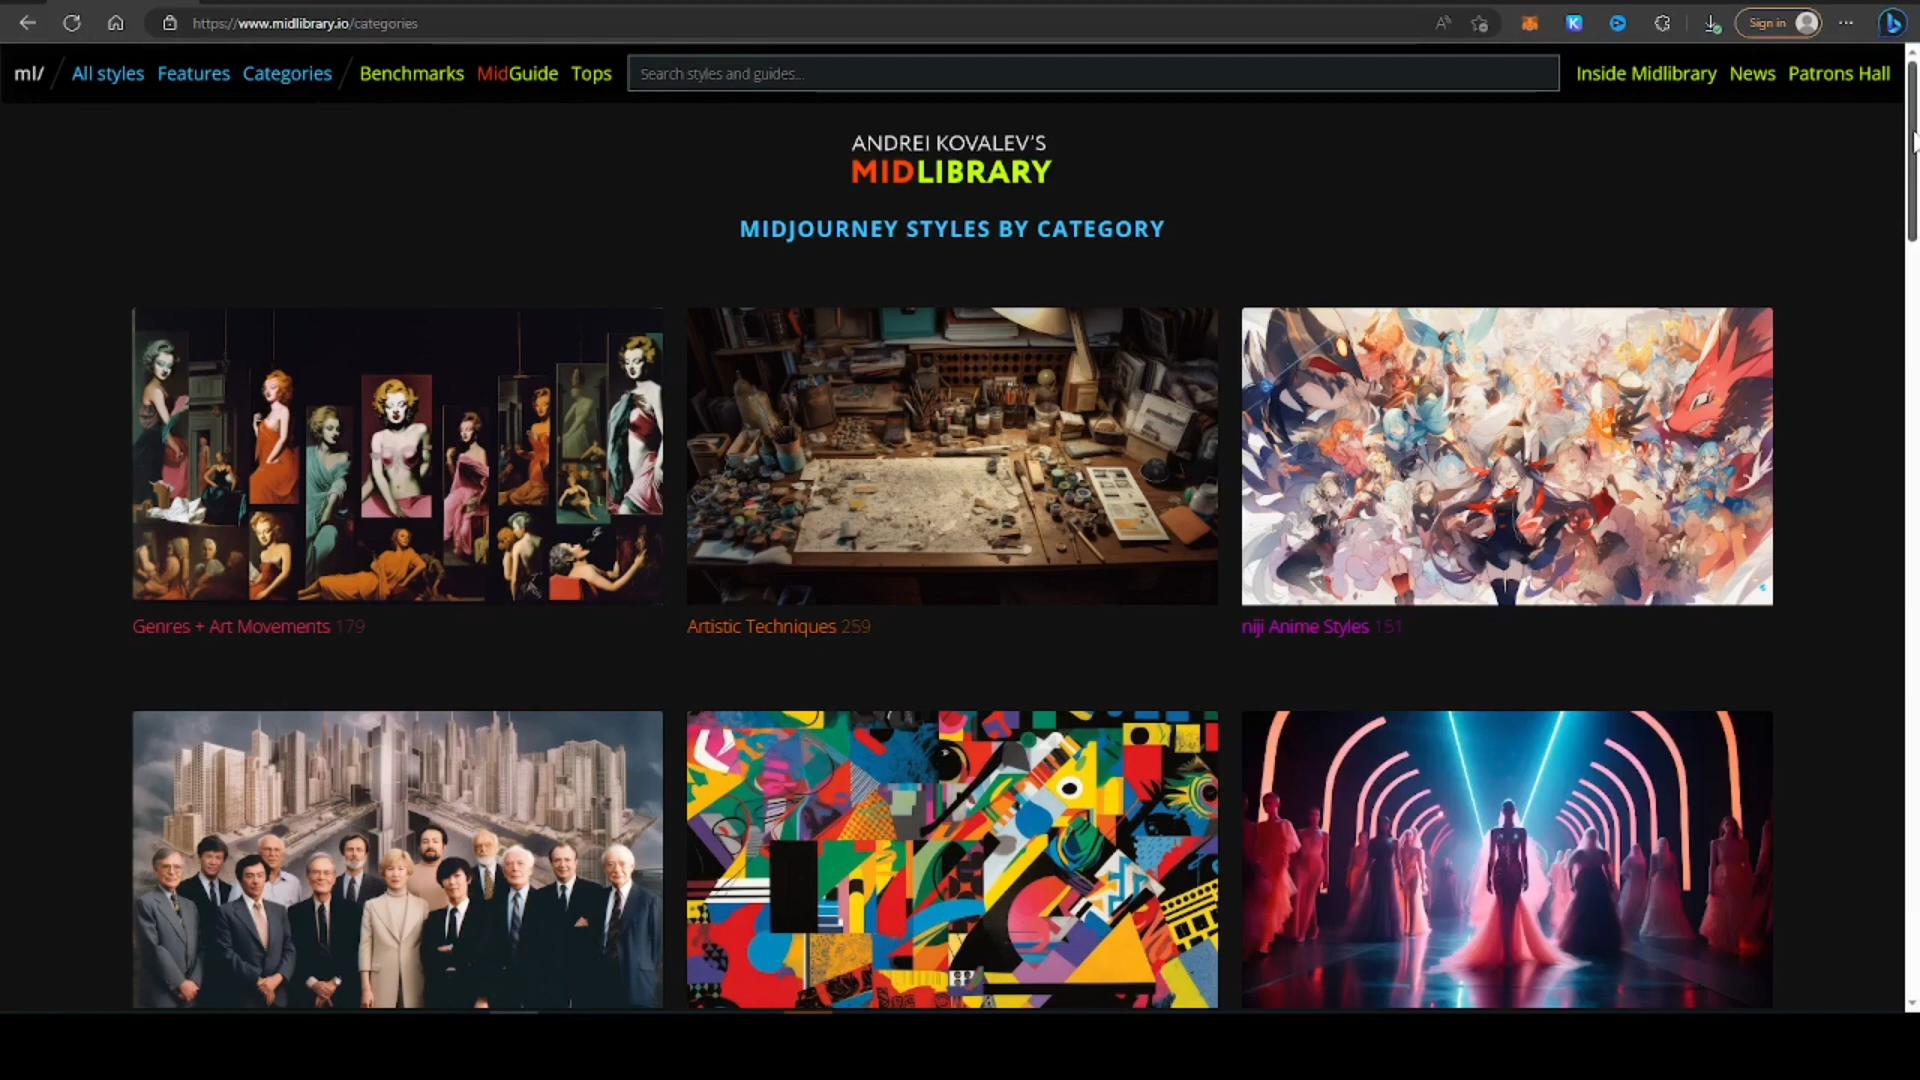 https://www.midlibrary.io/categories
Sign in
ml/ All styles Features Categories / Benchmarks MidGuide Tops Search styles and guides... Inside Midlibrary News Patrons Hall
ANDREI KOVALEV'S
MIDLIBRARY
MIDJOURNEY STYLES BY CATEGORY
Genres + Art Movements 179
Artistic Techniques 259
niji Anime Styles 151